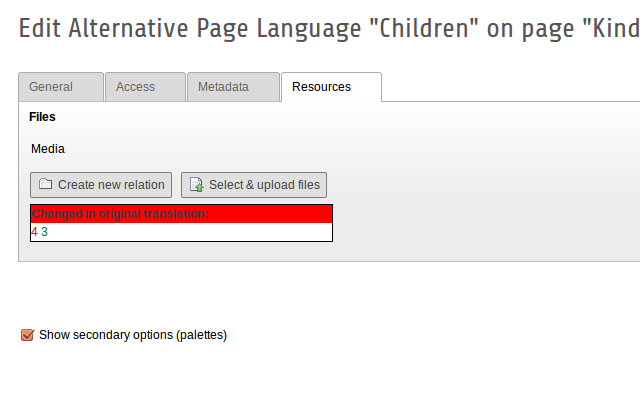 Edit Alternative Page Language "Children" on page "Kind
General Access Metadata Resources
Files
Media
Create new relation Select & upload files
Changed in original translation:
4 3
Show secondary options (palettes)